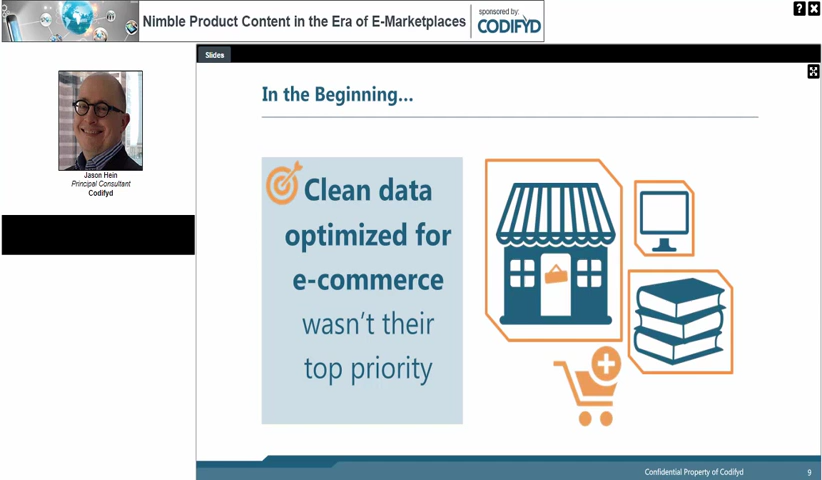 Nimble Product Content in the Era of E-Marketplaces
sponsored by:
CODIFYD
?
Slides
Jason Hein
Principal Consultant
Codifyd
In the Beginning...
Clean data
optimized for
e-commerce
wasn't their
top priority
Confidential Property of Codifyd
9